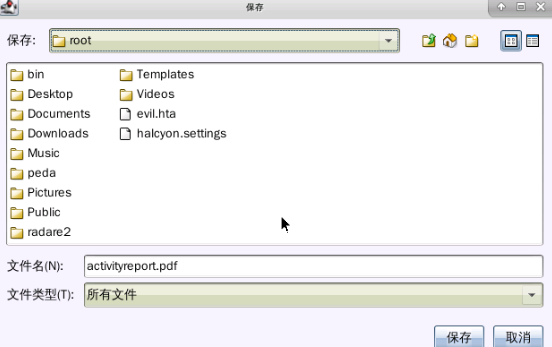 保存
保存: root
bin Templates
Desktop Videos
Documents evil.hta
Downloads halcyon.settings
Music
peda
Pictures
Public
radare2
文件名(N): activityreport.pdf
文件类型(T): 所有文件
保存 取消